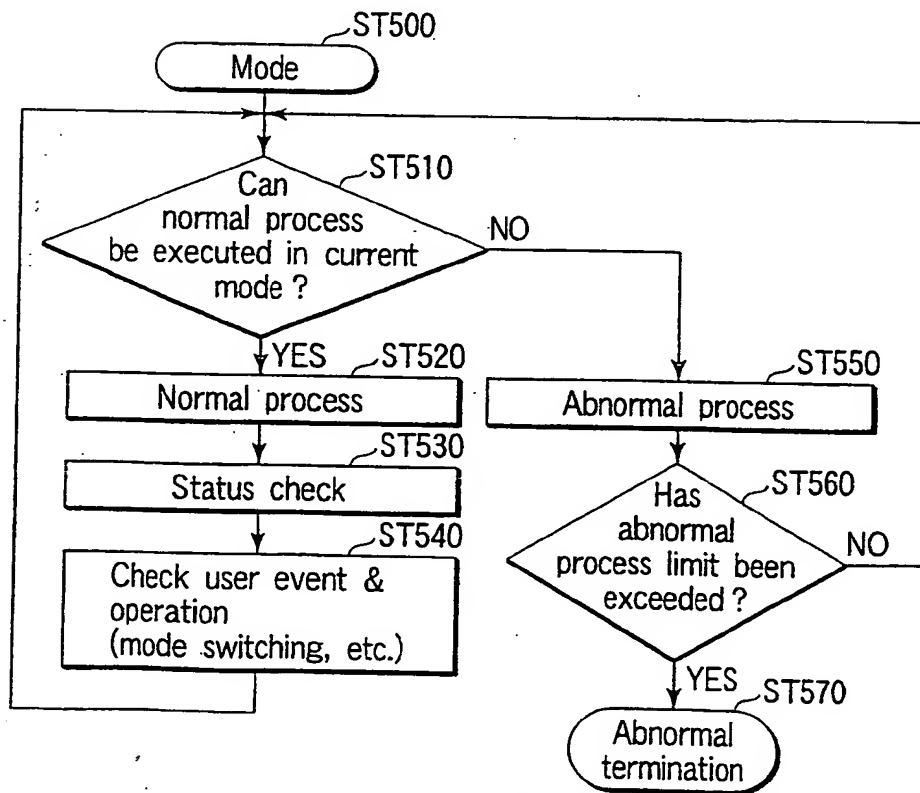 ST500
Mode
ST510
Can
normal process
be executed in current
mode ?
NO
YES
ST520
Normal process
ST530
Status check
ST540
Check user event &
operation
(mode switching, etc.)
ST550
Abnormal process
ST560
Has
abnormal
process limit been
exceeded ?
NO
YES
ST570
Abnormal
termination